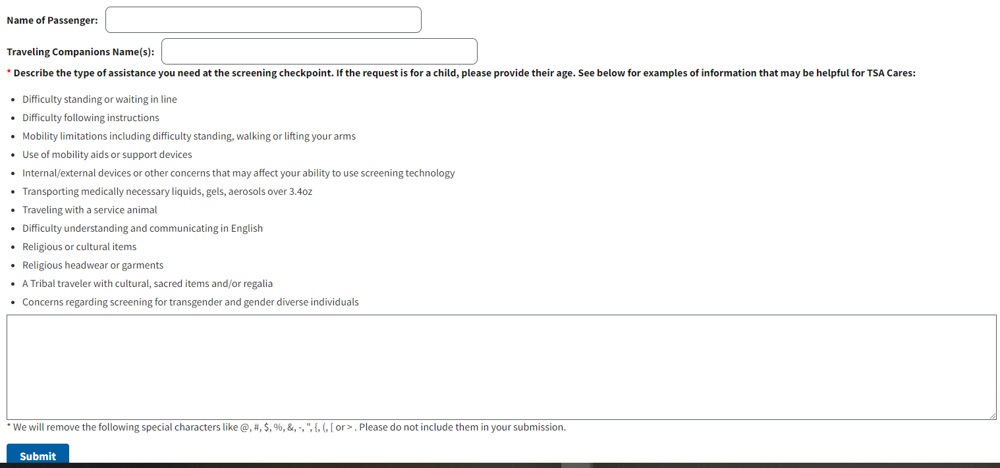 Name of Passenger:
Traveling Companions Name(s):
* Describe the type of assistance you need at the screening checkpoint. If the request is for a child, please provide their age. See below for examples of information that may be helpful for TSA Cares:
• Difficulty standing or waiting in line
• Difficulty following instructions
• Mobility limitations including difficulty standing, walking or lifting your arms
• Use of mobility aids or support devices
• Internal/external devices or other concerns that may affect your ability to use screening technology
• Transporting medically necessary liquids, gels, aerosols over 3.4oz
• Traveling with a service animal
• Difficulty understanding and communicating in English
• Religious or cultural items
• Religious headwear or garments
• A Tribal traveler with cultural, sacred items and/or regalia
• Concerns regarding screening for transgender and gender diverse individuals
* We will remove the following special characters like @, #, $, %, &, -, ", {, (, [ or > . Please do not include them in your submission.
Submit